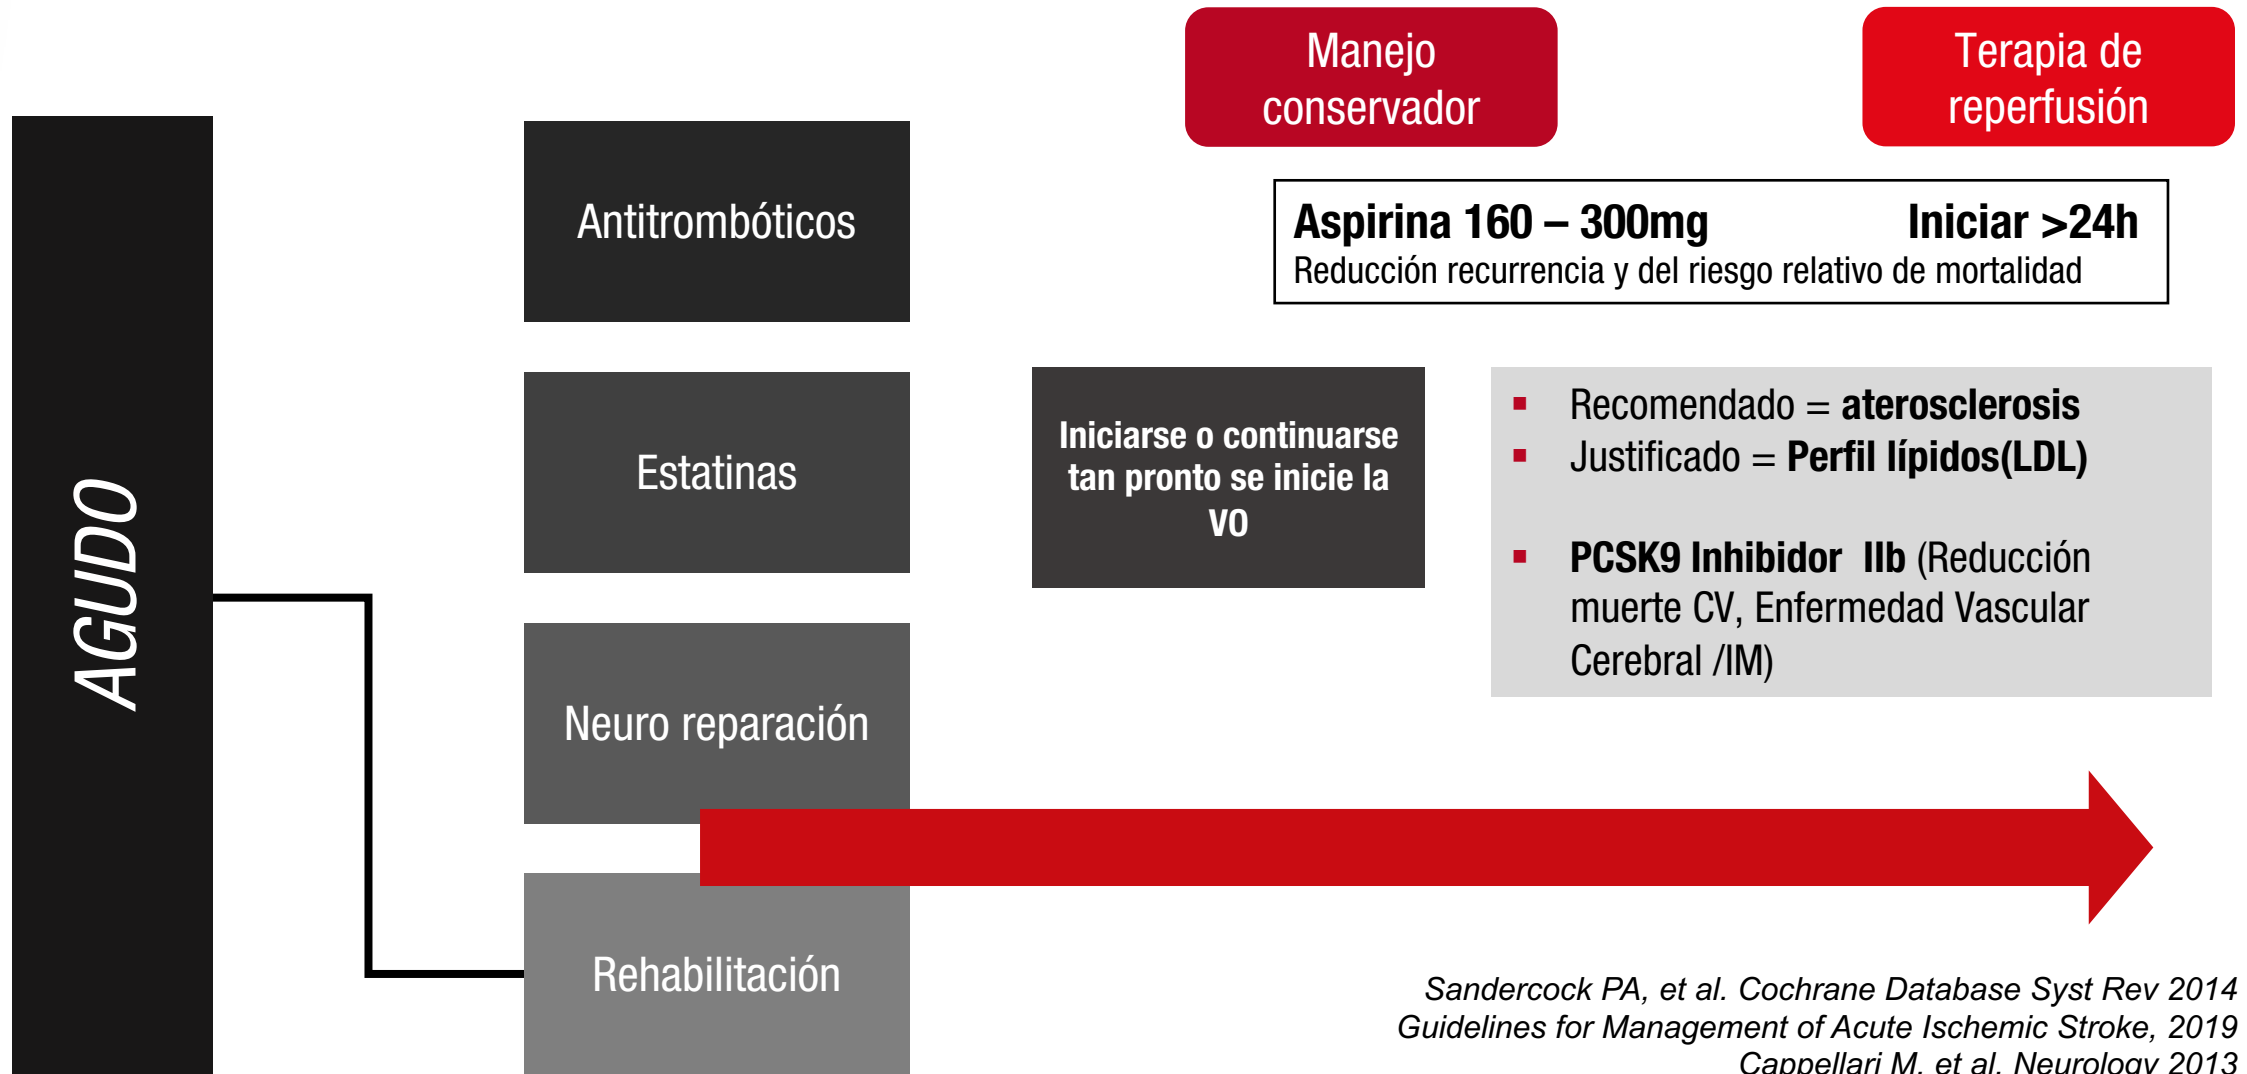 Manejo
conservador
Terapia de
reperfusión
AGUDO
Antitrombóticos
Aspirina 160 – 300mg Iniciar >24h
Reducción recurrencia y del riesgo relativo de mortalidad
Estatinas
Iniciarse o continuarse
tan pronto se inicie la
VO
▪ Recomendado = aterosclerosis
▪ Justificado = Perfil lípidos(LDL)
▪ PCSK9 Inhibidor IIb (Reducción
muerte CV, Enfermedad Vascular
Cerebral /IM)
Neuro reparación
Rehabilitación
Sandercock PA, et al. Cochrane Database Syst Rev 2014
Guidelines for Management of Acute Ischemic Stroke, 2019
Cappellari M, et al. Neurology 2013